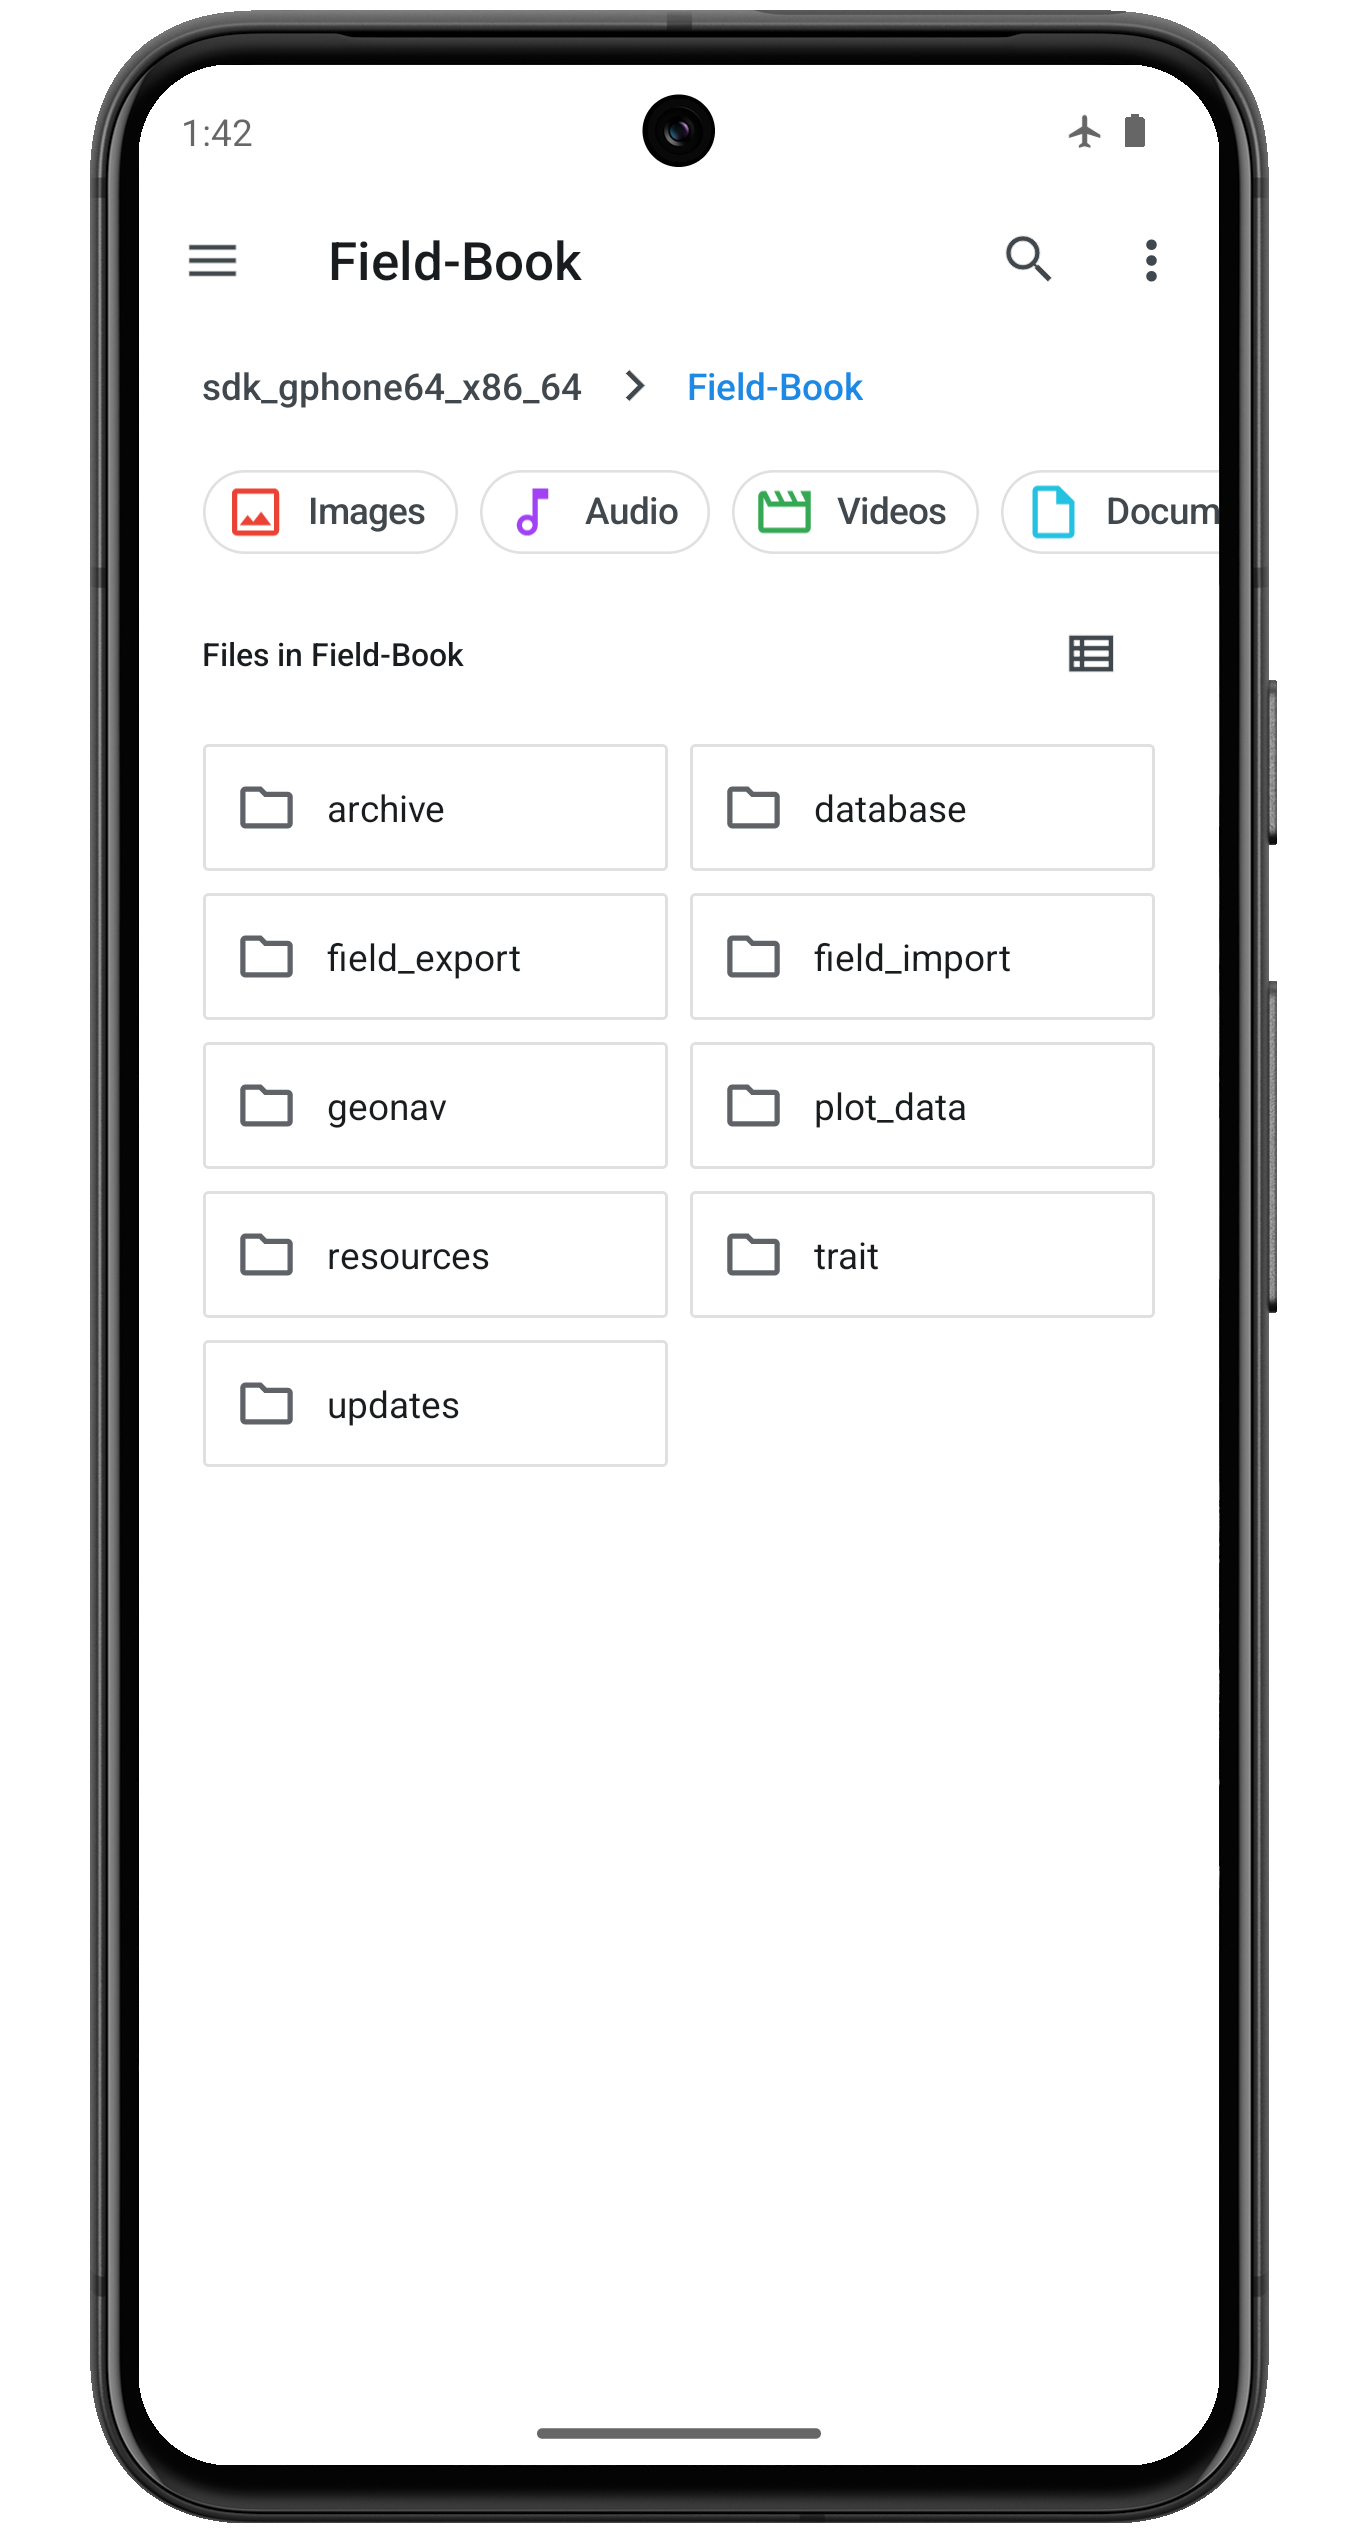 1:42
Field-Book
sdk_gphone64_x86_64 Field-Book
Images Audio Videos Docum
Files in Field-Book
archive database
field_export field_import
geonav plot_data
resources trait
updates